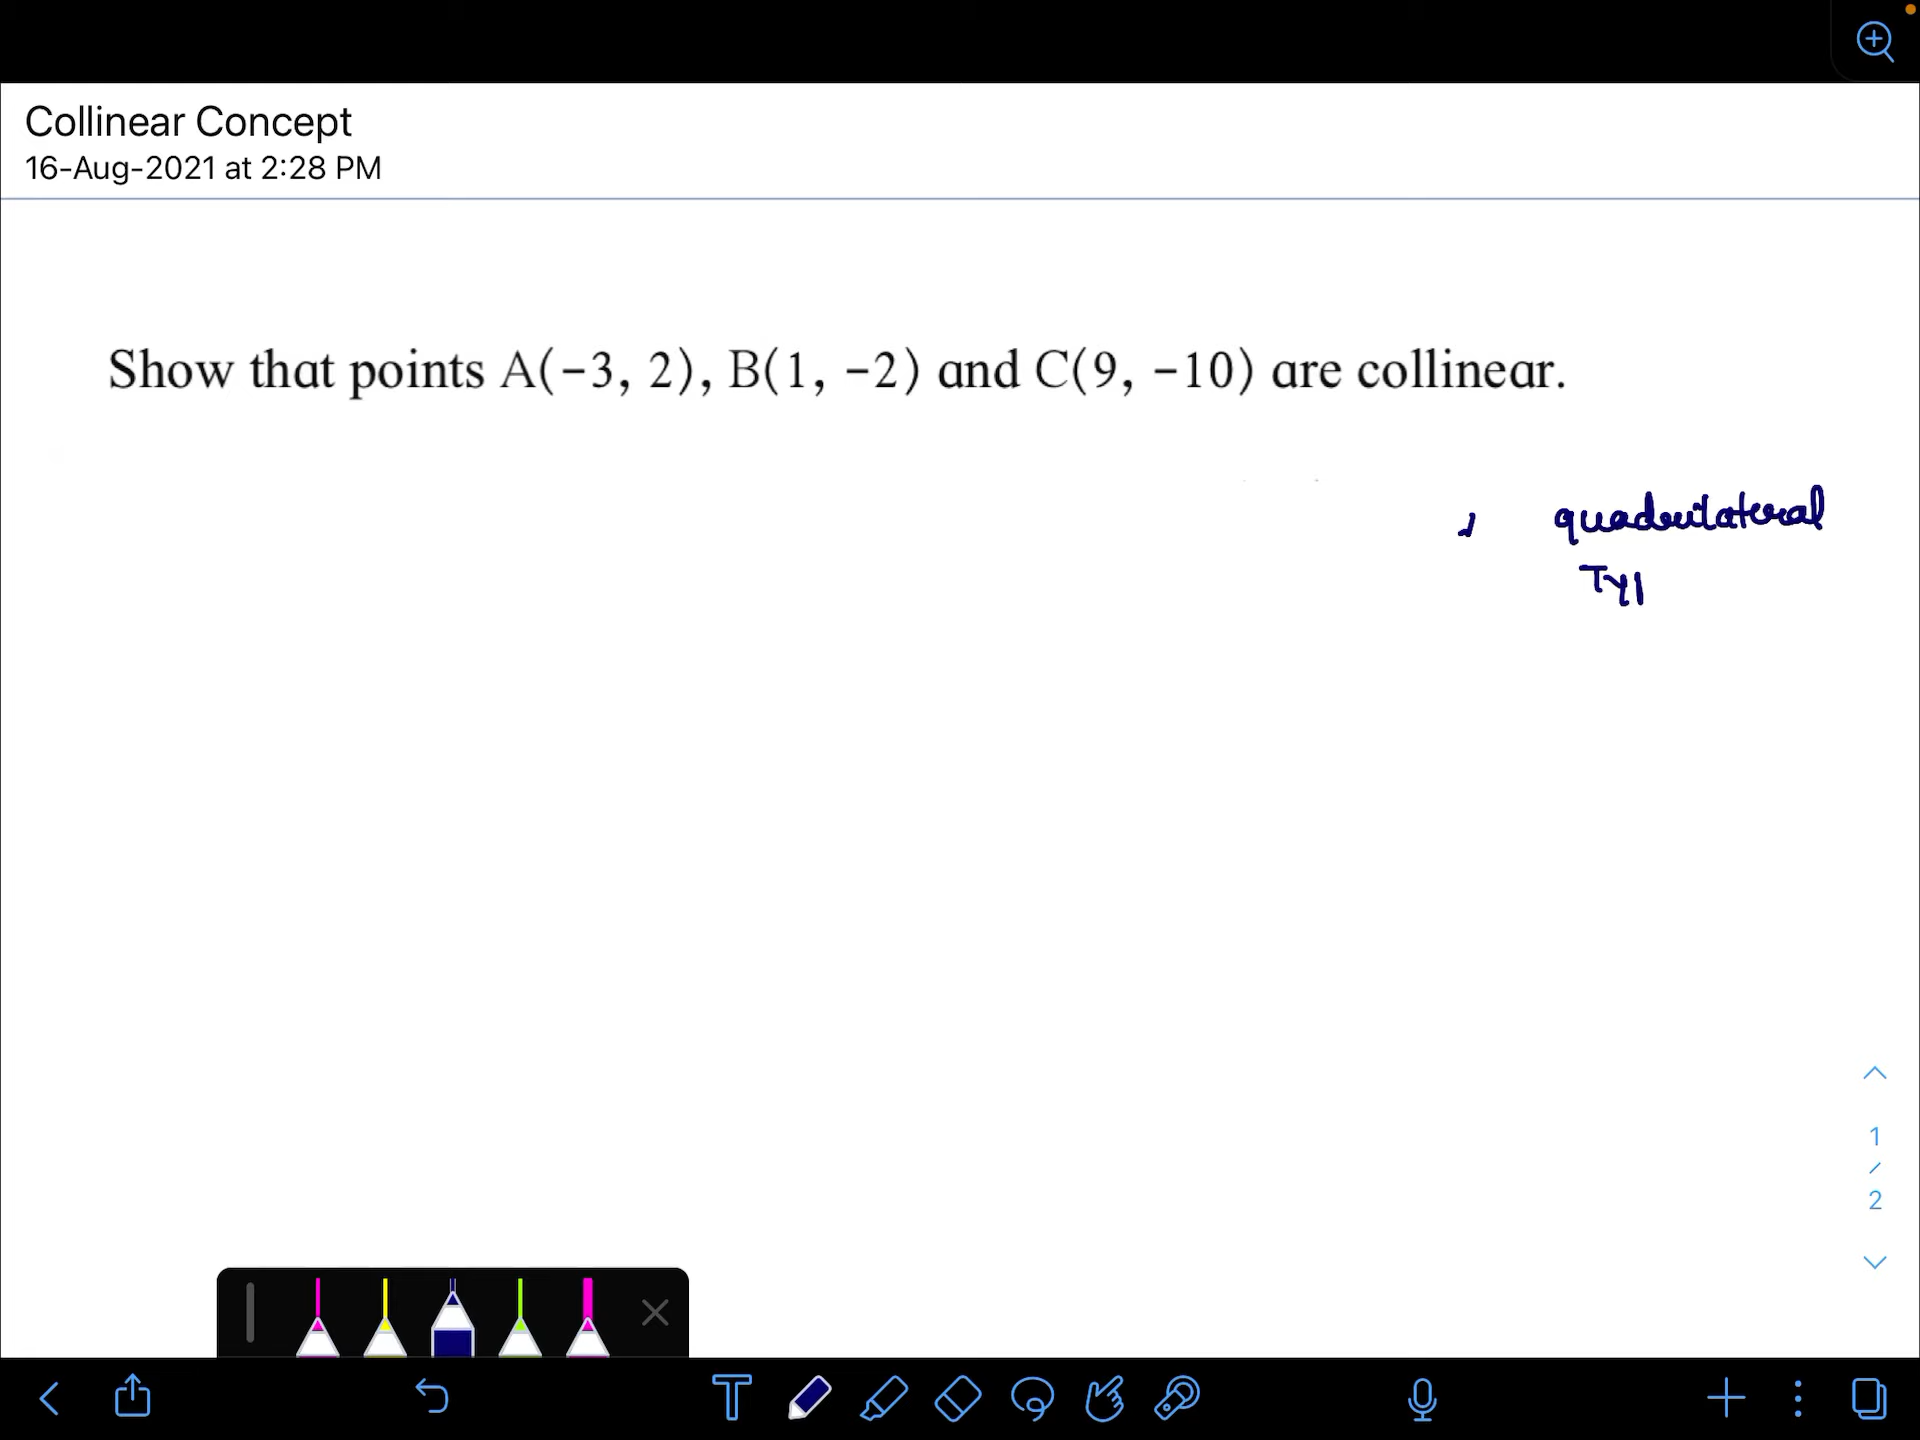 Collinear Concept
16-Aug-2021 at 2:28 PM
Show that points A(−3, 2), B(1, −2) and C(9, −10) are collinear.
quadrilateral
Typ
1
/
2